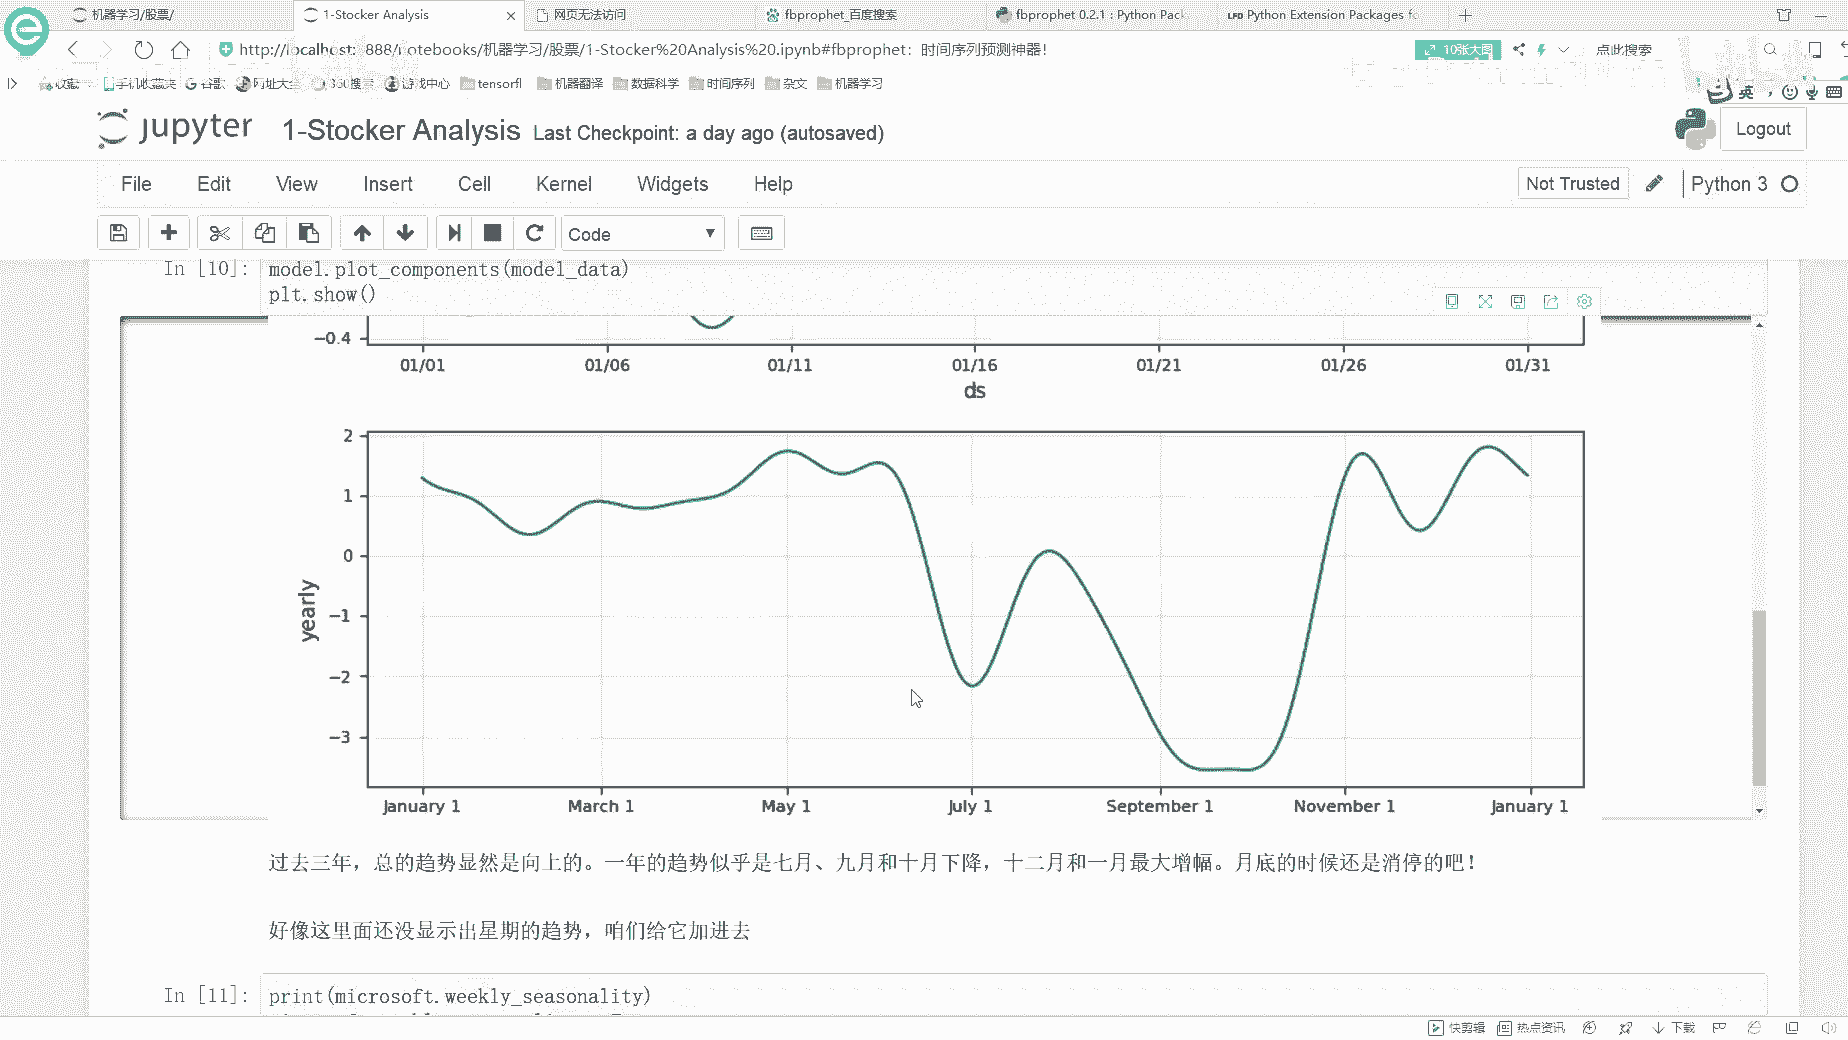 机器学习/股票/
1-Stocker Analysis
网页无法访问
fbprophet_百度搜索
fbprophet 0.2.1 : Python Pack
LFD Python Extension Packages fo
http://localhost: 888/notebooks/机器学习/股票/1-Stocker%20Analysis%20.ipynb#fbprophet：时间序列预测神器!
10张大图
点此搜索
收藏
手机收藏夹
谷歌
网址大全
360搜索
游戏中心
tensorfl
机器翻译
数据科学
时间序列
杂文
机器学习
英
jupyter
1-Stocker Analysis
Last Checkpoint: a day ago (autosaved)
Logout
File
Edit
View
Insert
Cell
Kernel
Widgets
Help
Not Trusted
Python 3
Code
In [10]:
model.plot_components(model_data)
plt.show()
−0.4
01/01
01/06
01/11
01/16
01/21
01/26
01/31
ds
2
1
0
−1
−2
−3
yearly
January 1
March 1
May 1
July 1
September 1
November 1
January 1
过去三年，总的趋势显然是向上的。一年的趋势似乎是七月、九月和十月下降，十二月和一月最大增幅。月底的时候还是消停的吧！
好像这里面还没显示出星期的趋势，咱们给它加进去
In [11]:
print(microsoft.weekly_seasonality)
快剪辑
热点资讯
下载